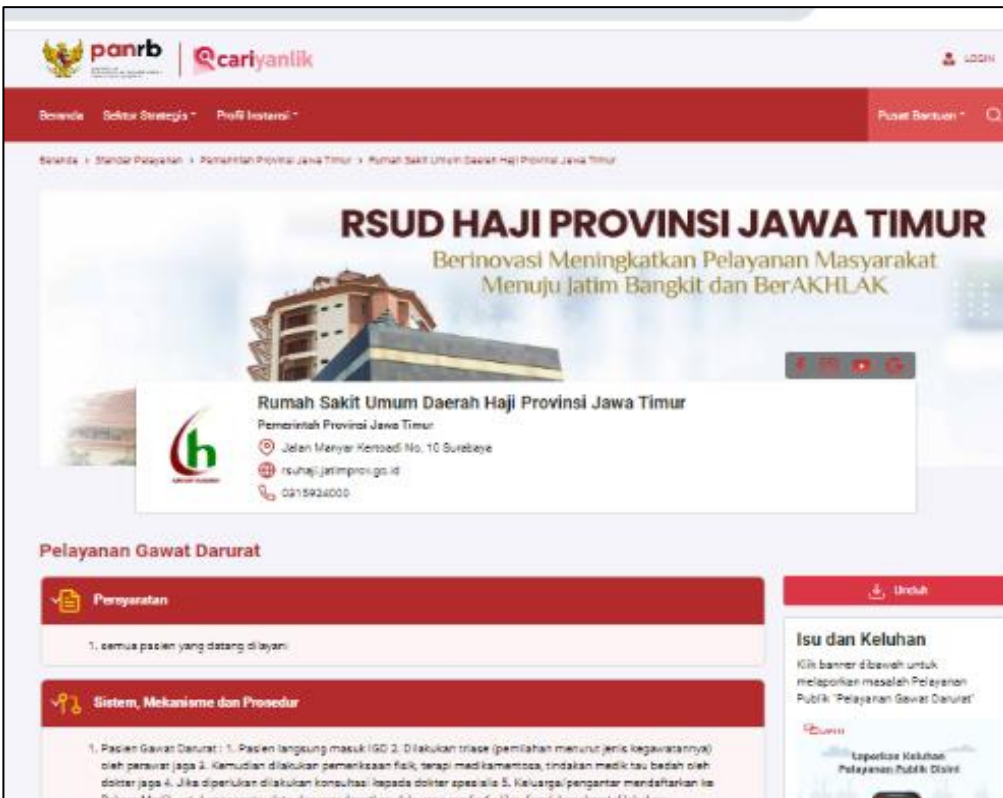 panrb
cariyanlik
LOGIN
Beranda Sektor Strategis Profil Instansi
Pusat Bantuan
Beranda > Standar Pelayanan > Pemerintah Provinsi Jawa Timur > Rumah Sakit Umum Daerah Haji Provinsi Jawa Timur
RSUD HAJI PROVINSI JAWA TIMUR
Berinovasi Meningkatkan Pelayanan Masyarakat
Menuju Jatim Bangkit dan BerAKHLAK
Rumah Sakit Umum Daerah Haji Provinsi Jawa Timur
Pemerintah Provinsi Jawa Timur
Jalan Manyar Kertoadi No. 10 Surabaya
rsuhaji.jatimprov.go.id
0315924000
Pelayanan Gawat Darurat
Persyaratan
1. semua pasien yang datang dilayani
Sistem, Mekanisme dan Prosedur
1. Pasien Gawat Darurat : 1. Pasien langsung masuk IGD 2. Dilakukan triase (pemilahan menurut jenis kegawatannya)
oleh perawat jaga 3. Kemudian dilakukan pemeriksaan fisik, terapi medikamentosa, tindakan medik tau bedah oleh
dokter jaga 4. Jika diperlukan dilakukan konsultasi kepada dokter spesialis 5. Keluarga/pengantar mendaftarkan ke
Unduh
Isu dan Keluhan
Klik banner dibawah untuk
melaporkan masalah Pelayanan
Publik "Pelayanan Gawat Darurat"
Laporkan Keluhan
Pelayanan Publik Disini